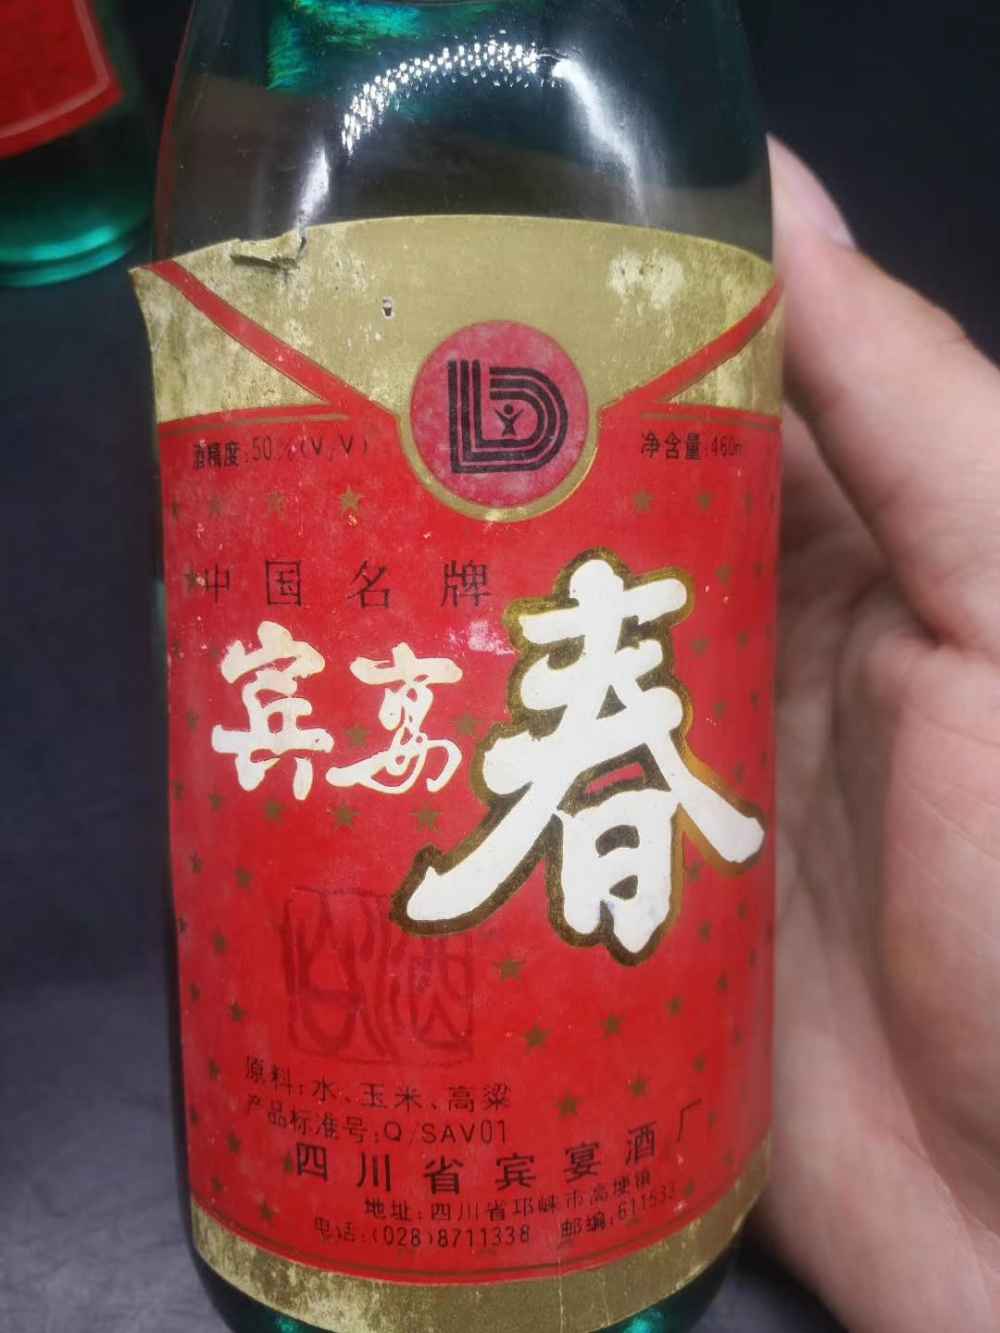 酒精度:50%(V/V)
净含量:460ml
中国名牌
宾宴春
原料:水、玉米、高粱
产品标准号:Q/SAV01
四川省宾宴酒厂
地址:四川省邛崃市高埂镇
电话:(028)8711338 邮编:611533